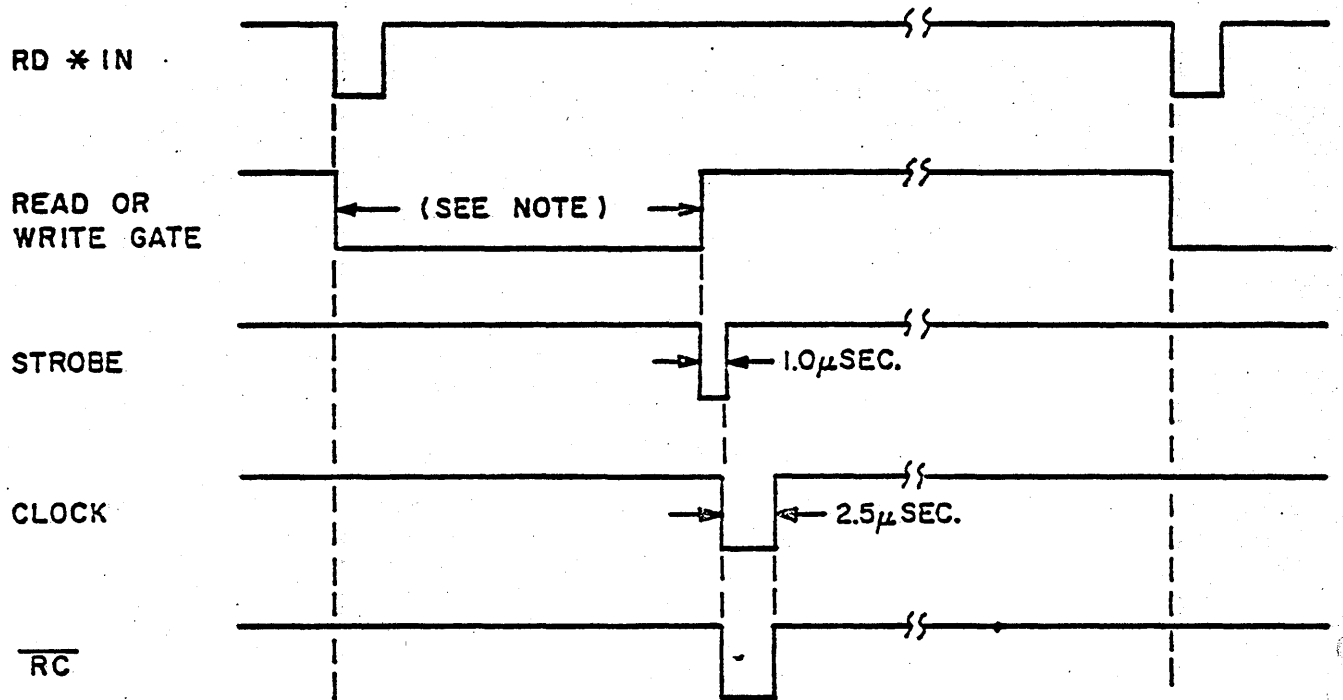 RD * IN
READ OR
WRITE GATE
(SEE NOTE)
STROBE
1.0μSEC.
CLOCK
2.5μSEC.
RC